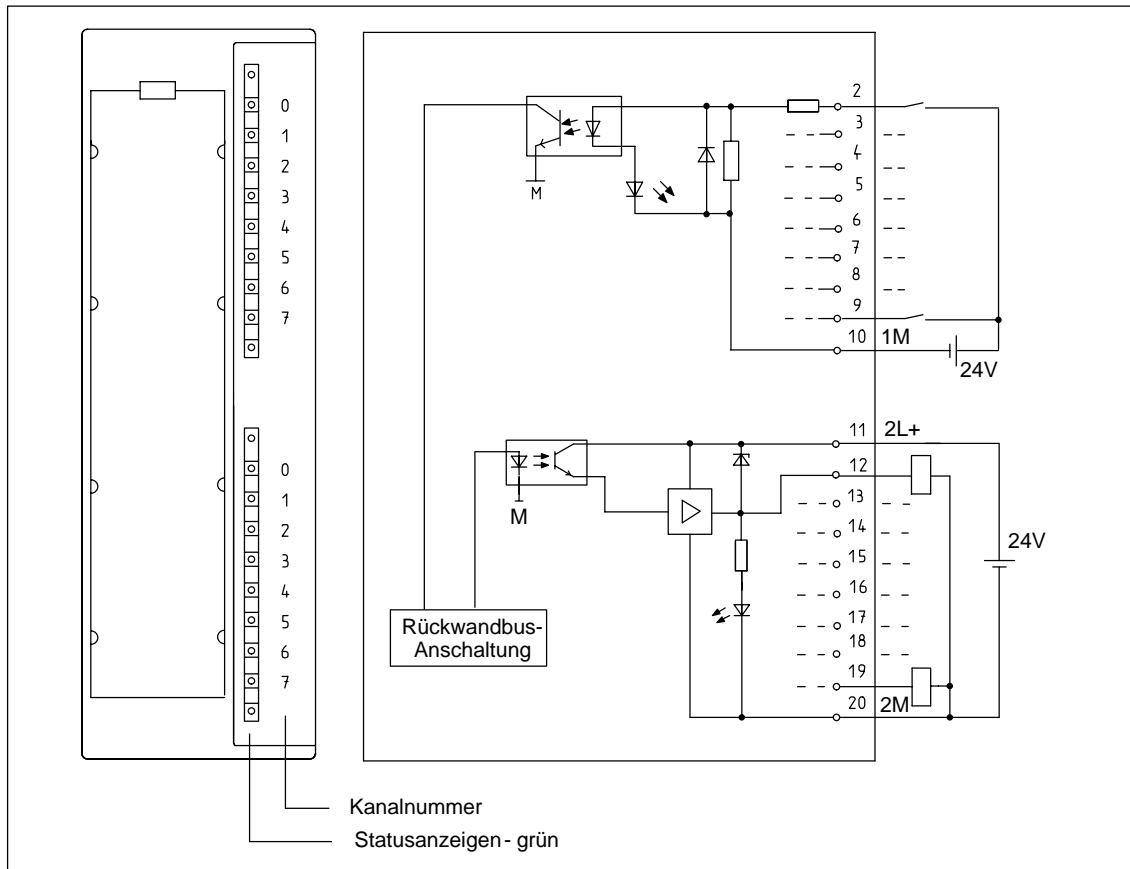 0
1
2
3
4
5
6
7
0
1
2
3
4
5
6
7
Kanalnummer
Statusanzeigen - grün
M
2
3
4
5
6
7
8
9
10 1M
24V
M
Rückwandbus-
Anschaltung
11 2L+
12
13
14
15
16
17
18
19
20 2M
24V